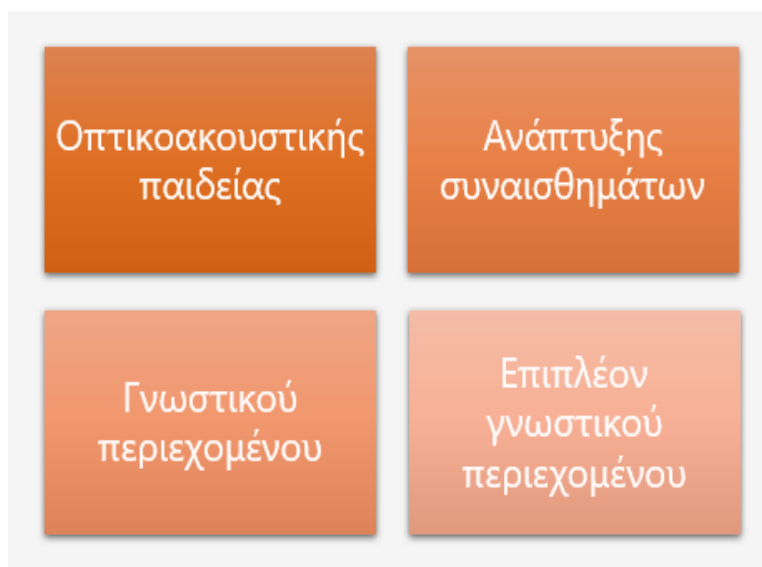 Οπτικοακουστικής
παιδείας
Ανάπτυξης
συναισθημάτων
Γνωστικού
περιεχομένου
Επιπλέον
γνωστικού
περιεχομένου